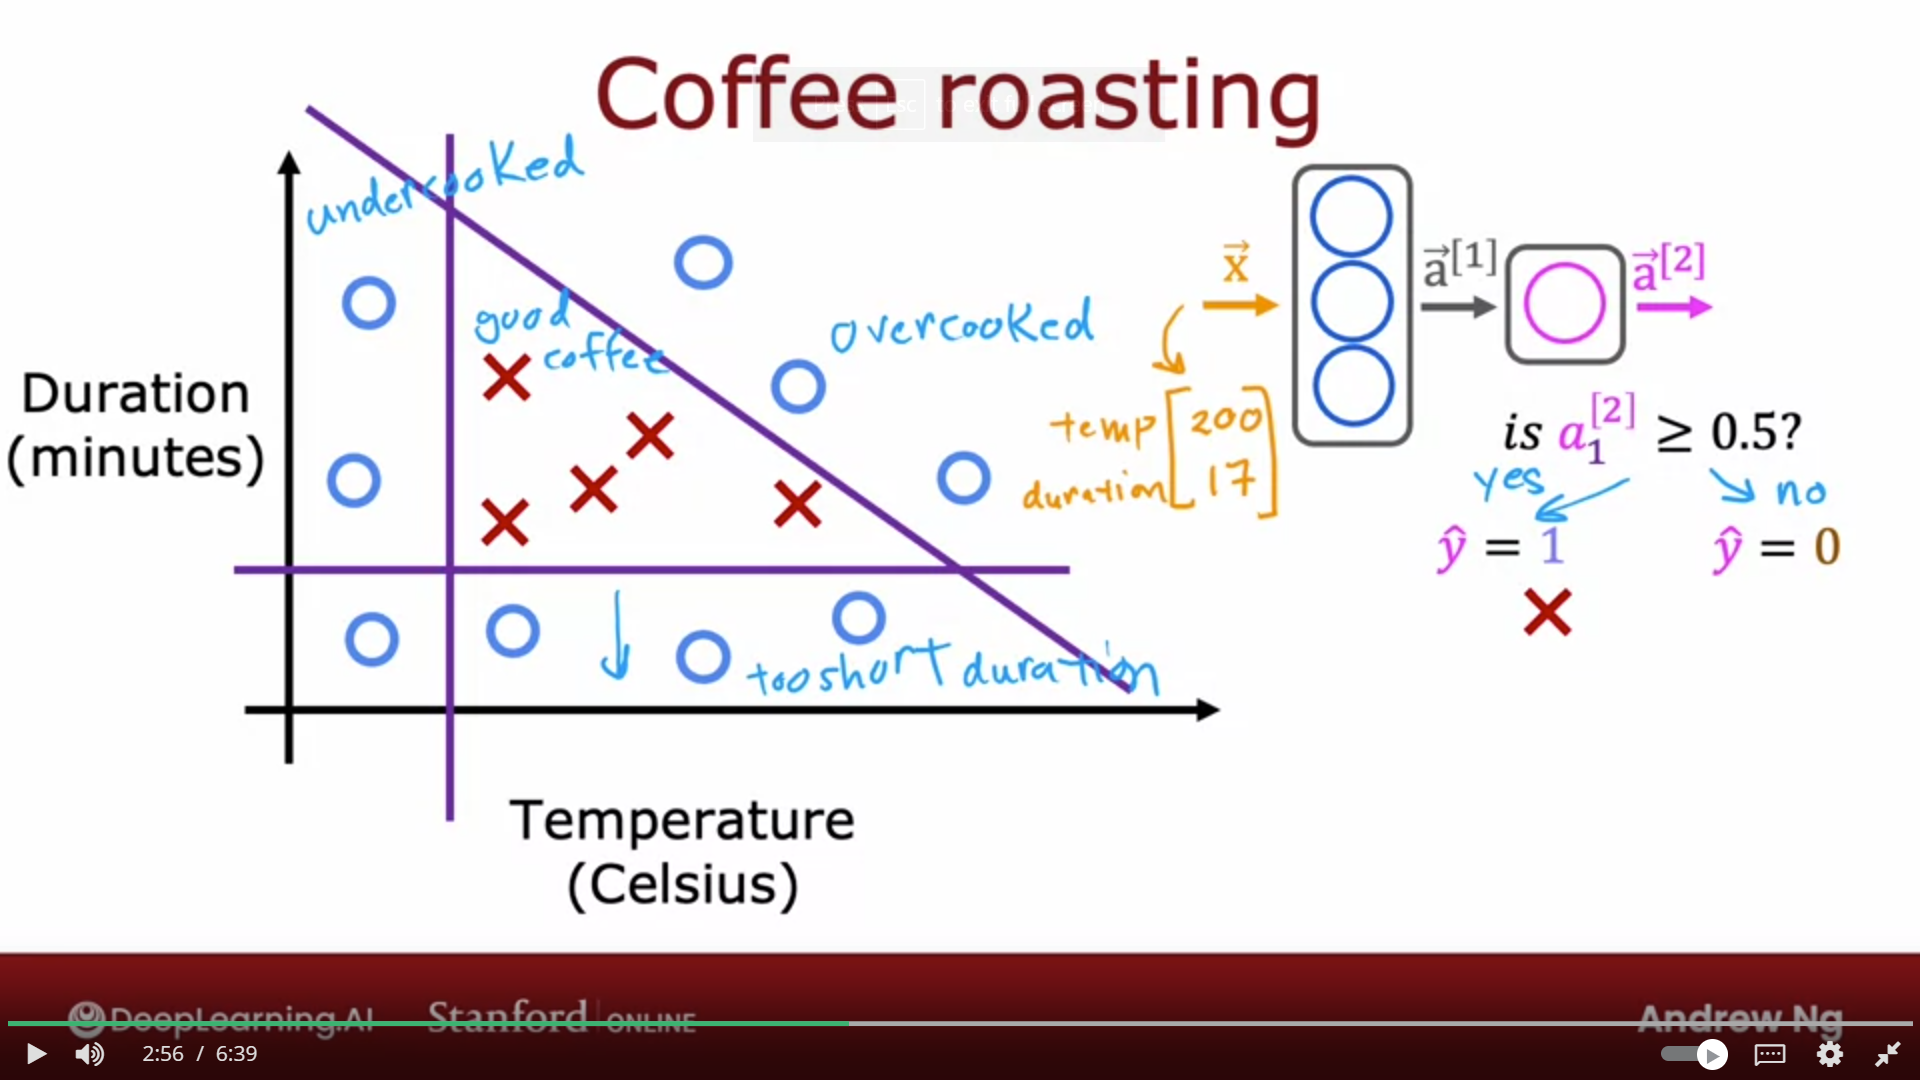 Coffee roasting
undercooked
good
coffee
overcooked
Duration
(minutes)
too short duration
Temperature
(Celsius)
x⃗
a⃗[1]
a⃗[2]
temp [200
duration 17]
is a₁[2] ≥ 0.5?
yes no
ŷ = 1 ŷ = 0
DeepLearning.AI Stanford ONLINE Andrew Ng
2:56 / 6:39